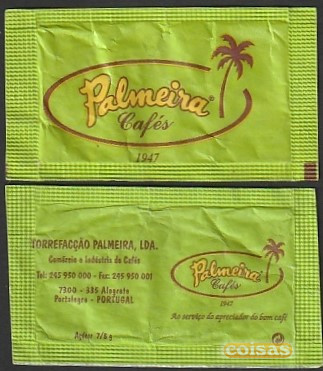 Palmeira
Cafés
1947
TORREFACÇÃO PALMEIRA, LDA.
Comércio e Indústria de Cafés
Tel: 245 950 000 - Fax: 245 950 001
7300 - 335 Alagoete
Portalegre - PORTUGAL
Açúcar 7/8 g
Palmeira
Cafés
1947
Ao serviço do apreciador do bom café
coisas